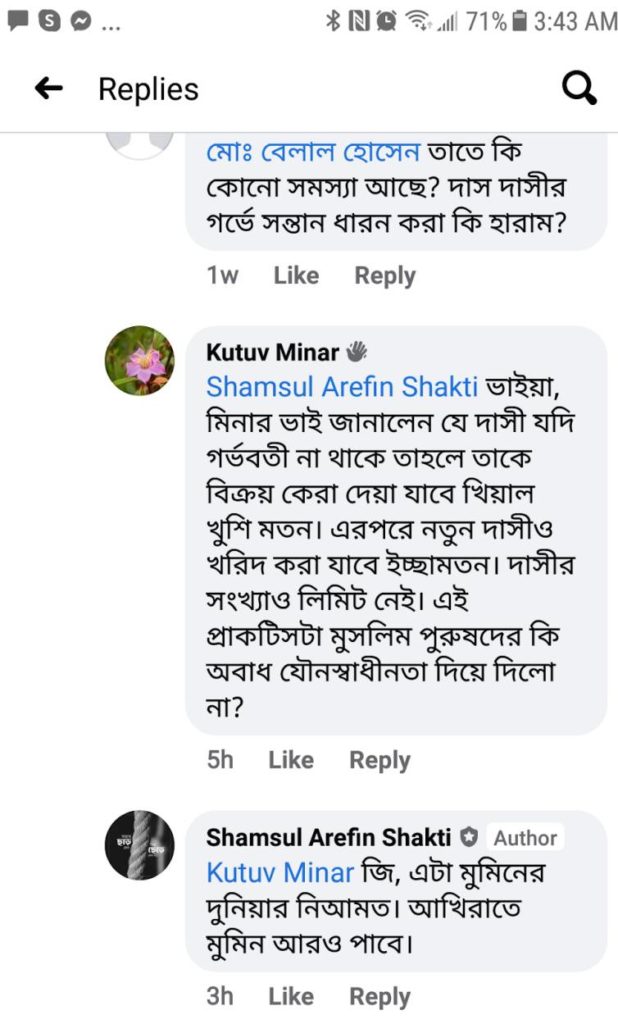 ... 71% 3:43 AM
Replies
মোঃ বেলাল হোসেন তাতে কি
কোনো সমস্যা আছে? দাস দাসীর
গর্ভে সন্তান ধারন করা কি হারাম?
1w Like Reply
Kutuv Minar
Shamsul Arefin Shakti ভাইয়া,
মিনার ভাই জানালেন যে দাসী যদি
গর্ভবতী না থাকে তাহলে তাকে
বিক্রয় কেরা দেয়া যাবে খিয়াল
খুশি মতন। এরপরে নতুন দাসীও
খরিদ করা যাবে ইচ্ছামতন। দাসীর
সংখ্যাও লিমিট নেই। এই
প্রাকটিসটা মুসলিম পুরুষদের কি
অবাধ যৌনস্বাধীনতা দিয়ে দিলো
না?
5h Like Reply
Shamsul Arefin Shakti Author
Kutuv Minar জি, এটা মুমিনের
দুনিয়ার নিআমত। আখিরাতে
মুমিন আরও পাবে।
3h Like Reply